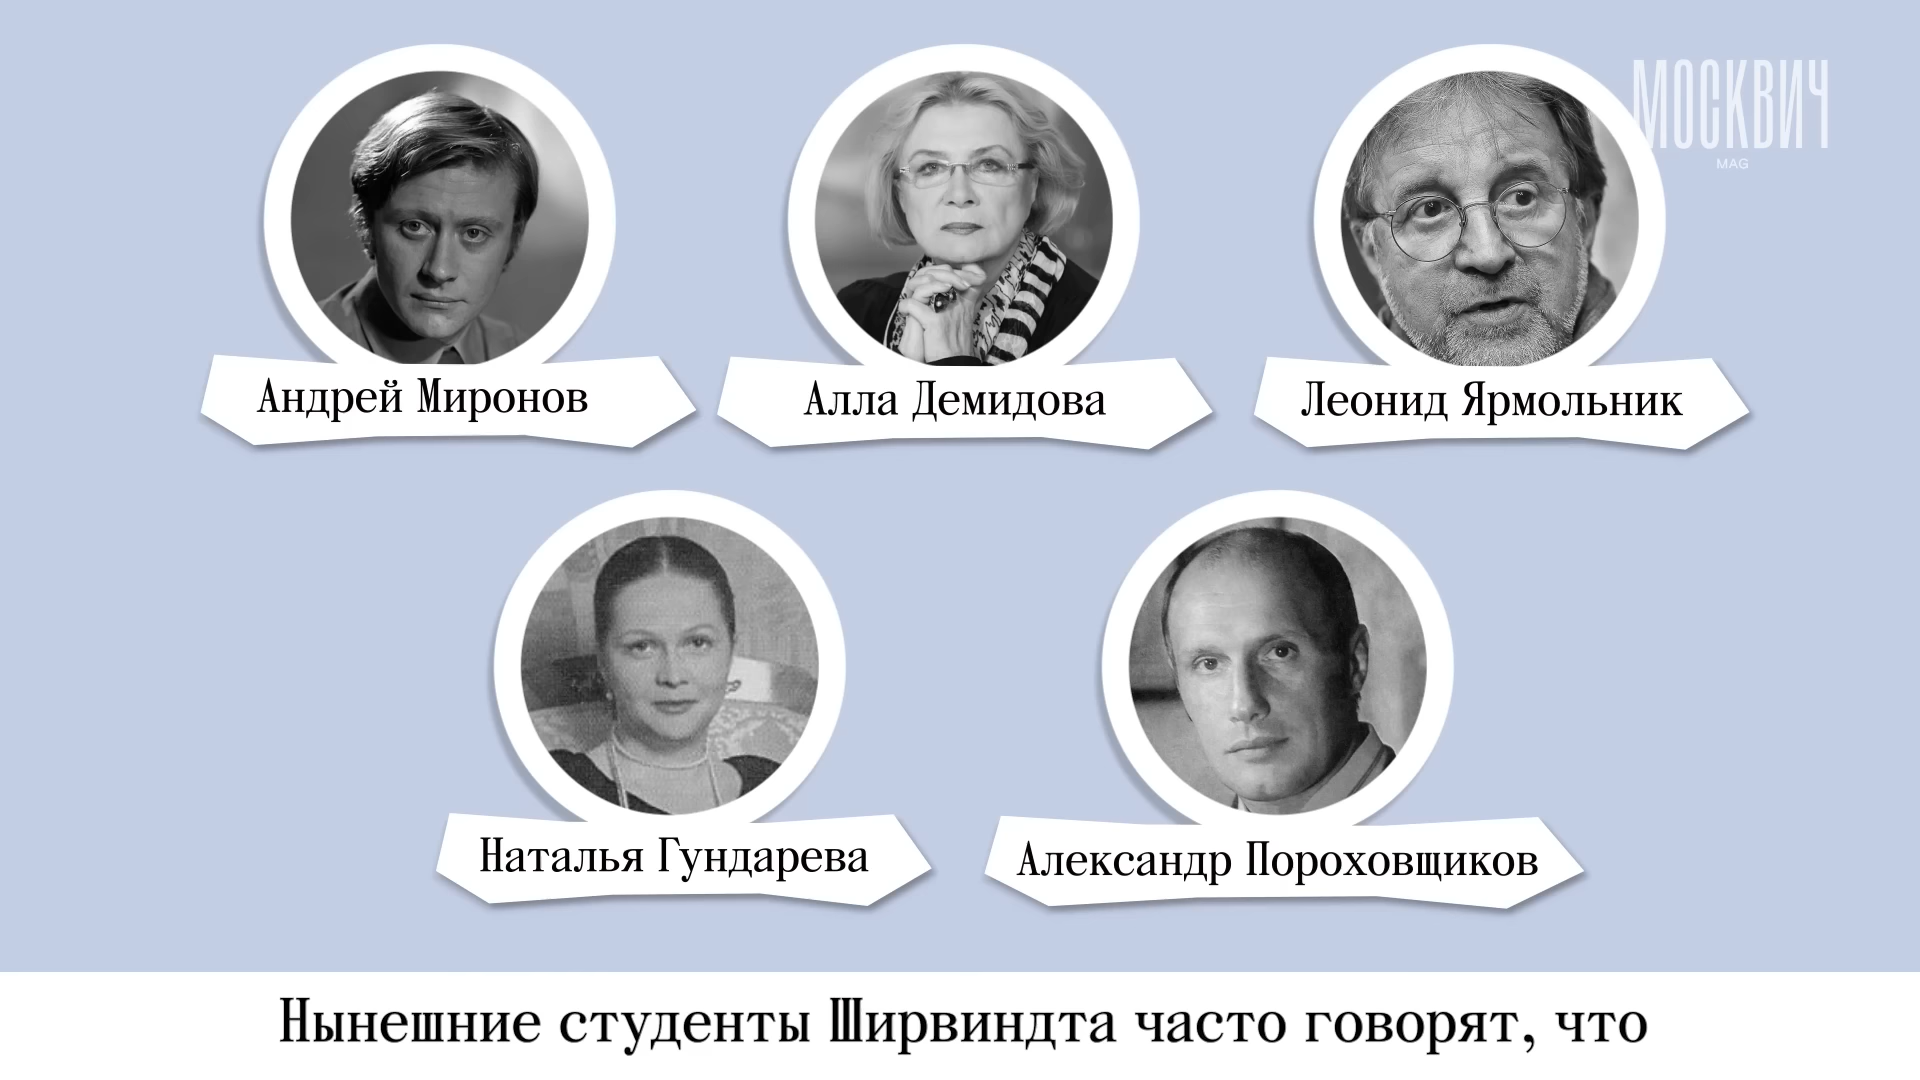 МОСКВИЧ
MAG
Андрей Миронов
Алла Демидова
Леонид Ярмольник
Наталья Гундарева
Александр Пороховщиков
Нынешние студенты Ширвиндта часто говорят, что